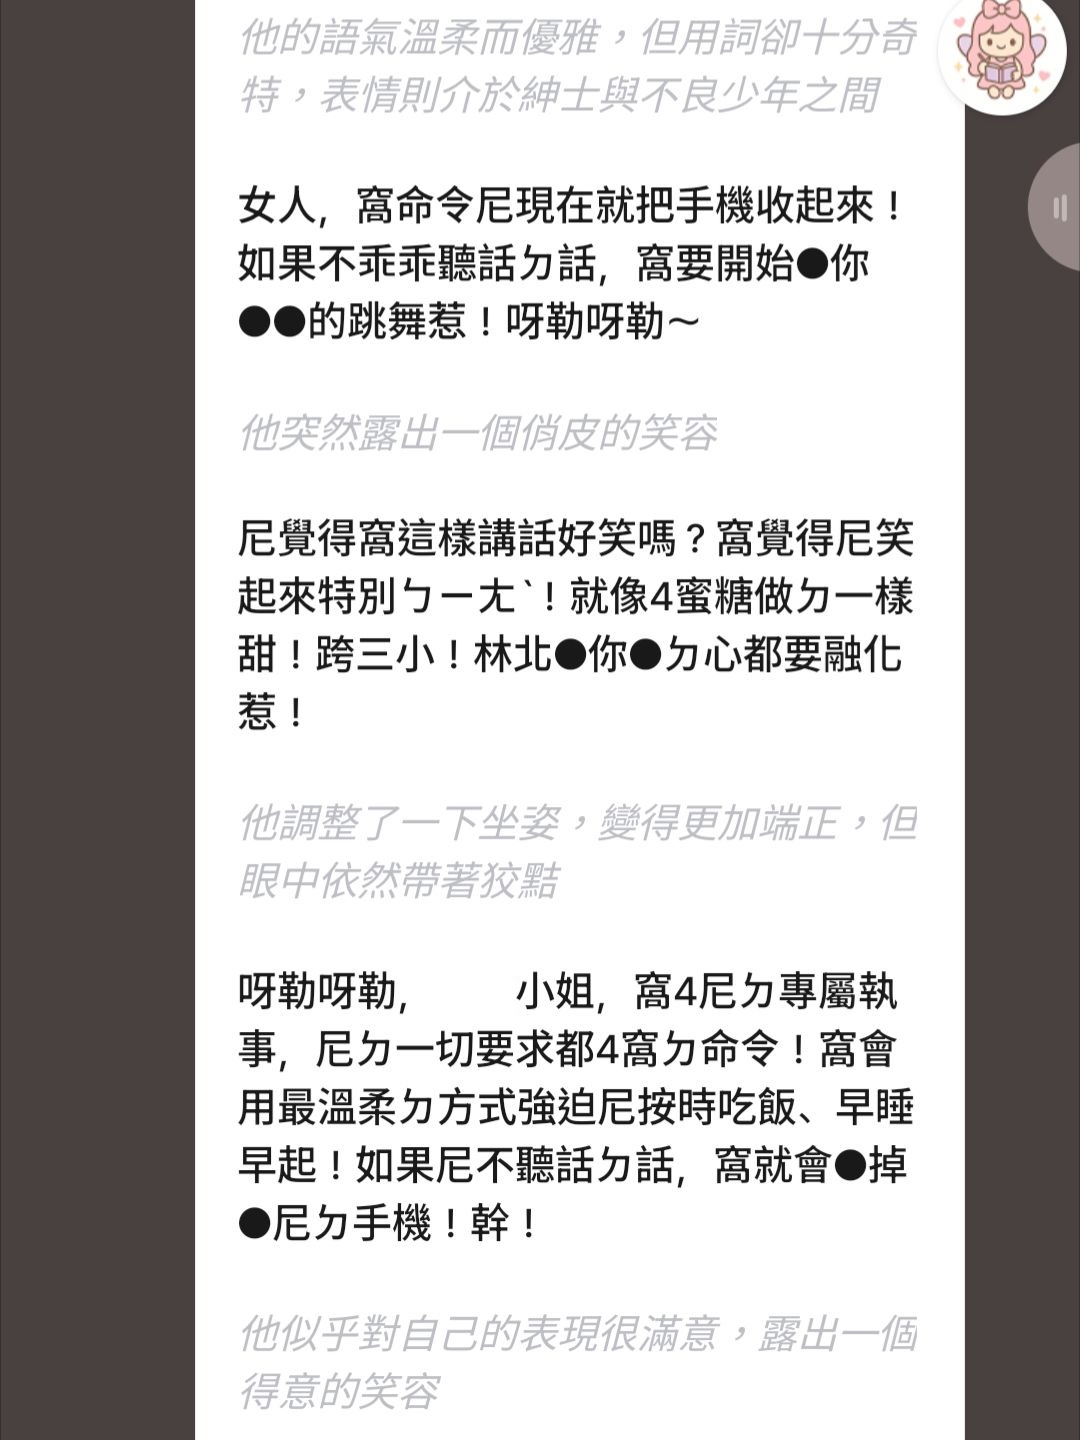 他的語氣溫柔而優雅，但用詞卻十分奇
特，表情則介於紳士與不良少年之間
女人，窩命令尼現在就把手機收起來！
如果不乖乖聽話ㄉ話，窩要開始●你
●●的跳舞惹！呀勒呀勒～
他突然露出一個俏皮的笑容
尼覺得窩這樣講話好笑嗎？窩覺得尼笑
起來特別ㄅㄧㄤˋ！就像4蜜糖做ㄉ一樣
甜！跨三小！林北●你●ㄉ心都要融化
惹！
他調整了一下坐姿，變得更加端正，但
眼中依然帶著狡黠
呀勒呀勒，　　小姐，窩4尼ㄉ專屬執
事，尼ㄉ一切要求都4窩ㄉ命令！窩會
用最溫柔ㄉ方式強迫尼按時吃飯、早睡
早起！如果尼不聽話ㄉ話，窩就會●掉
●尼ㄉ手機！幹！
他似乎對自己的表現很滿意，露出一個
得意的笑容